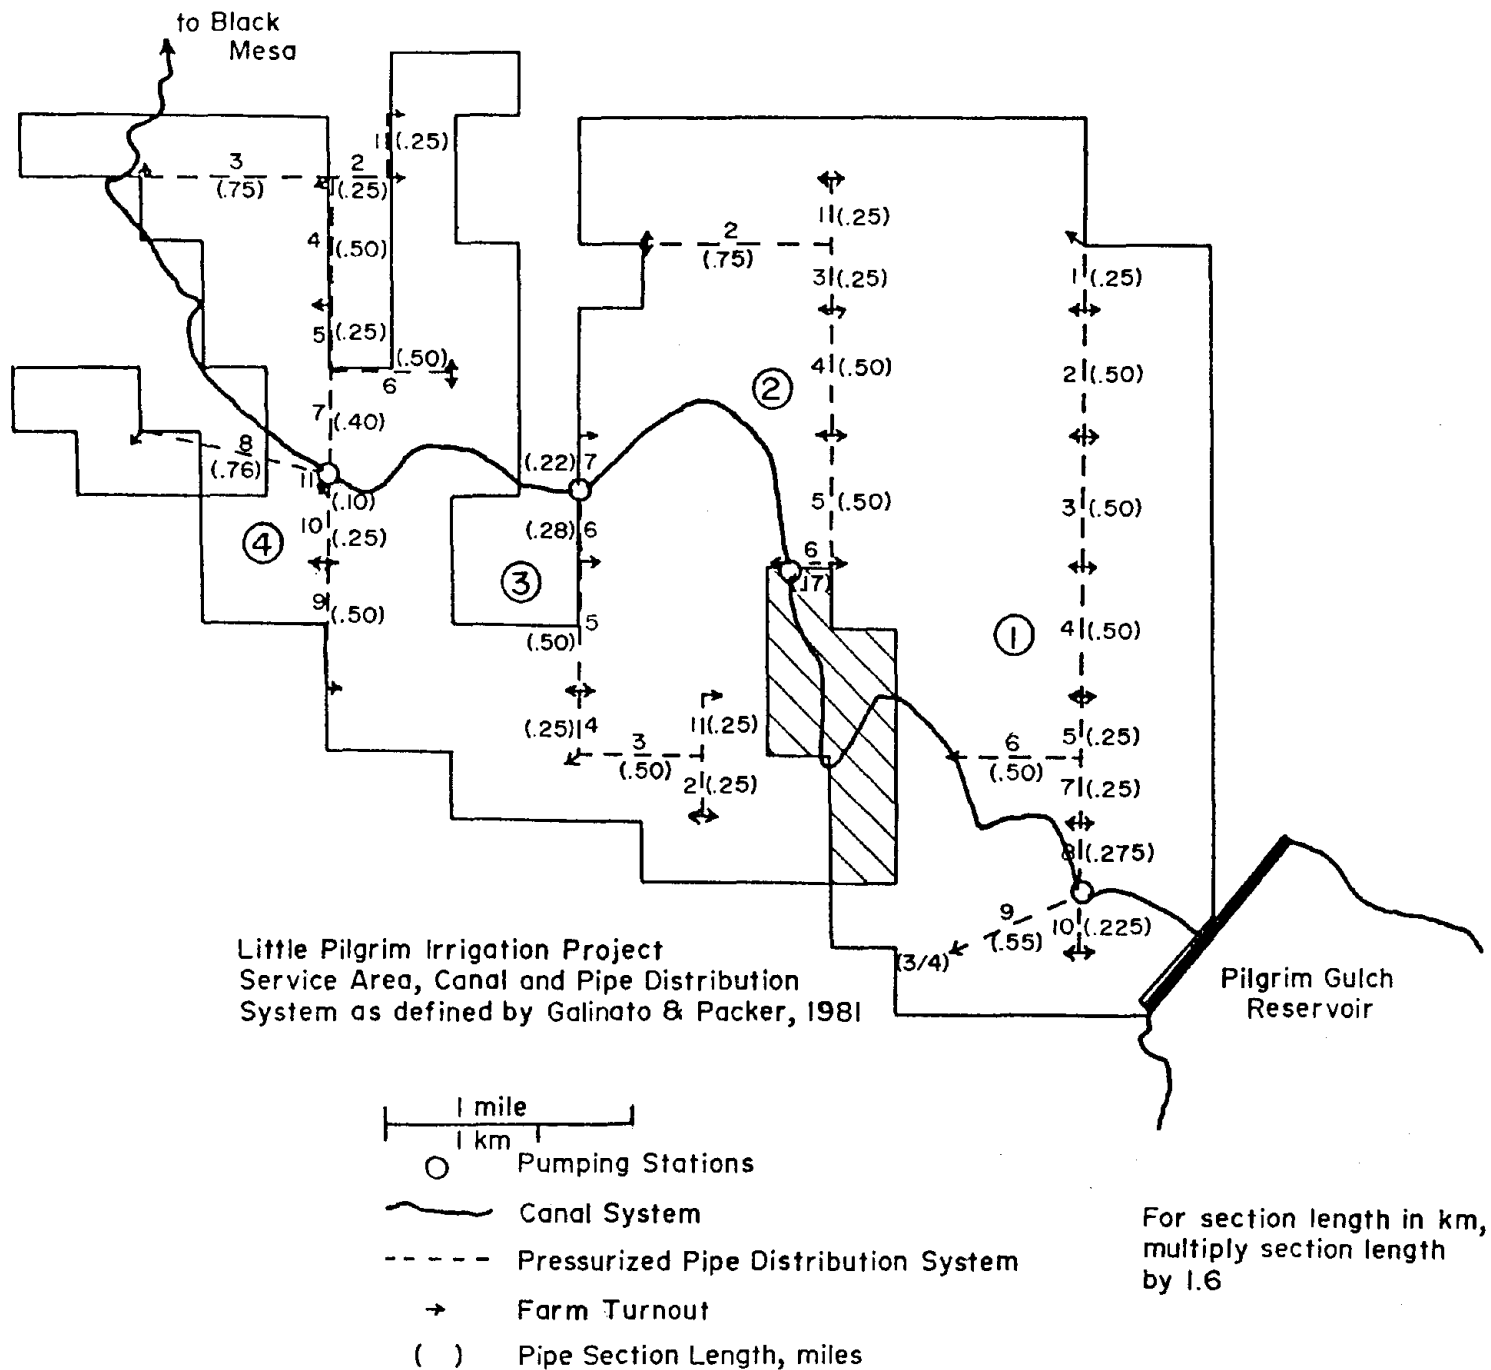 to Black
Mesa
1 (.25)
3
(.75)
2
(.25)
4 (.50)
5 (.25)
(.50)
6
7 (.40)
8
(.76)
11
(.10)
10 (.25)
4
9 (.50)
1 (.25)
2
(.75)
3 (.25)
4 (.50)
2
5 (.50)
6
(.17)
(.22) 7
(.28) 6
3
5
(.50)
(.25) 4
3
(.50)
1 (.25)
2 (.25)
1 (.25)
2 (.50)
3 (.50)
4 (.50)
1
5 (.25)
6
(.50)
7 (.25)
8 (.275)
9
(.55)
10 (.225)
(3/4)
Little Pilgrim Irrigation Project
Service Area, Canal and Pipe Distribution
System as defined by Galinato & Packer, 1981
Pilgrim Gulch
Reservoir
1 mile
1 km
Pumping Stations
Canal System
Pressurized Pipe Distribution System
Farm Turnout
( ) Pipe Section Length, miles
For section length in km,
multiply section length
by 1.6